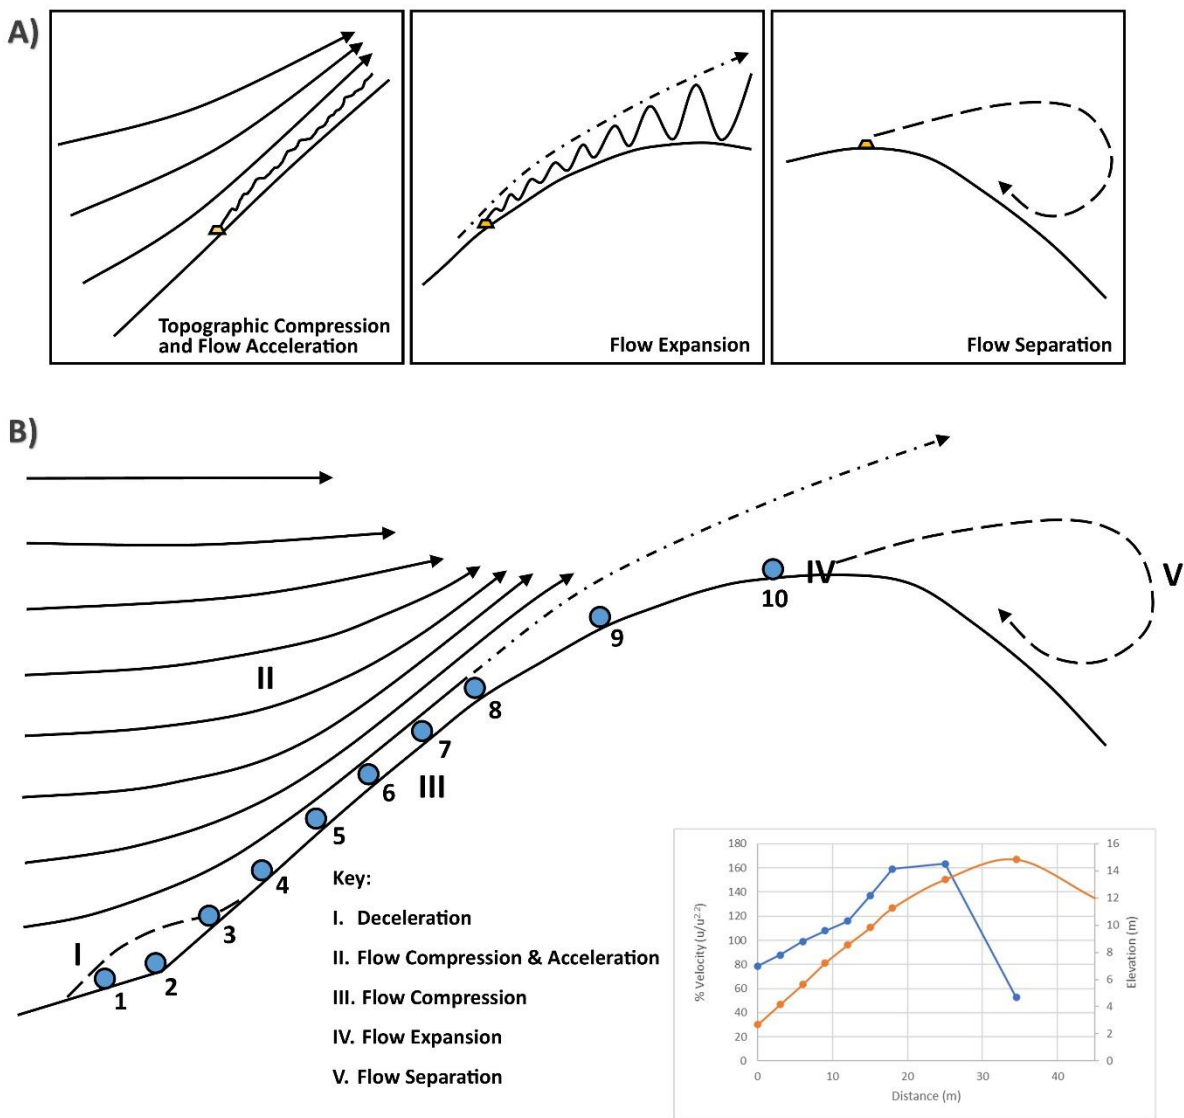 A)
Topographic Compression
and Flow Acceleration
Flow Expansion
Flow Separation
B)
I
II
III
IV
V
1
2
3
4
5
6
7
8
9
10
Key:
I. Deceleration
II. Flow Compression & Acceleration
III. Flow Compression
IV. Flow Expansion
V. Flow Separation
% Velocity (u/u2.2)
180
160
140
120
100
80
60
40
20
0
16
14
12
10
8
6
4
2
0
Elevation (m)
0 10 20 30 40
Distance (m)